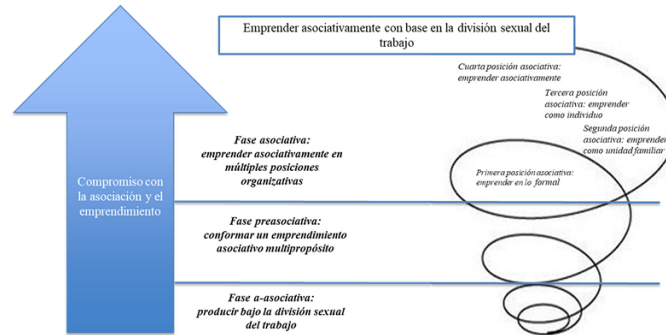 Emprender asociativamente con base en la división sexual del
trabajo
Cuarta posición asociativa:
emprender asociativamente
Tercera posición
asociativa: emprender
como individuo
Segunda posición
asociativa: emprender
como unidad familiar
Primera posición asociativa:
emprender en lo formal
Fase asociativa:
emprender asociativamente en
múltiples posiciones
organizativas
Compromiso con
la asociación y el
emprendimiento
Fase preasociativa:
conformar un emprendimiento
asociativo multipropósito
Fase a-asociativa:
producir bajo la división sexual
del trabajo